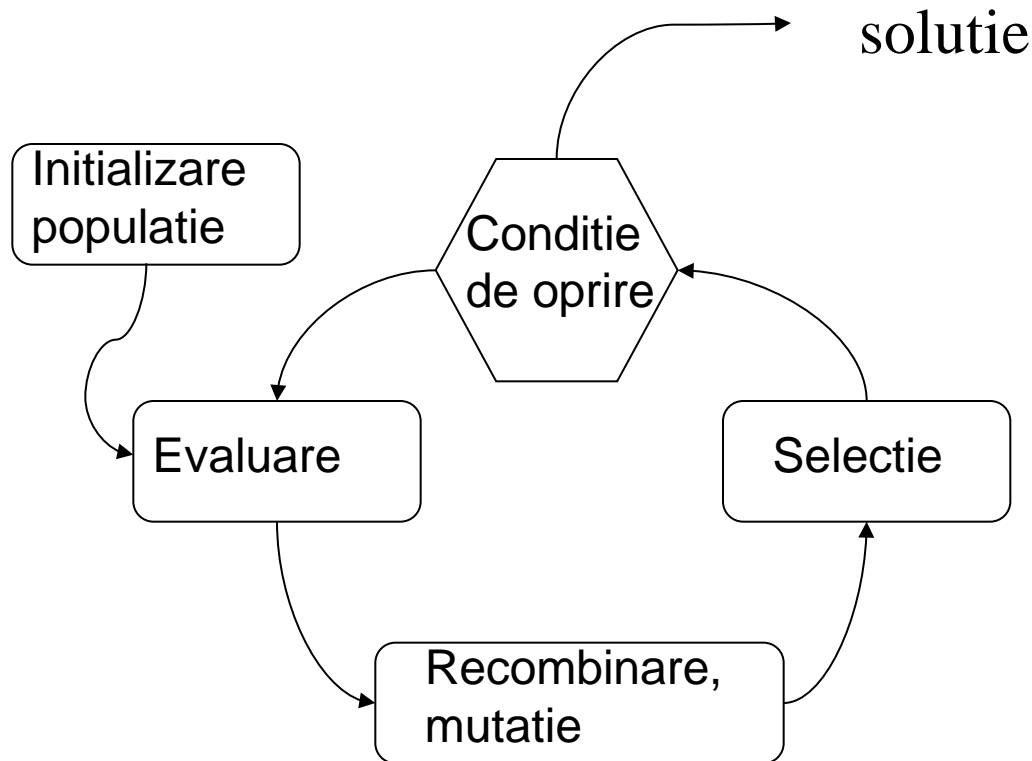 solutie
Initializare
populatie
Conditie
de oprire
Evaluare
Selectie
Recombinare,
mutatie